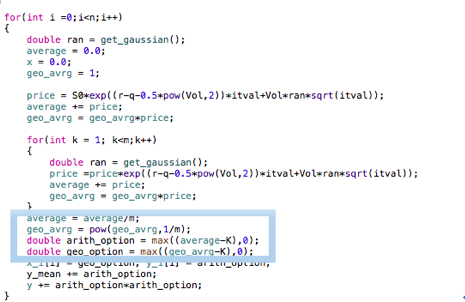 for(int i =0;i<n;i++)
{
double ran = get_gaussian();
average = 0.0;
x = 0.0;
geo_avrg = 1;
price = S0*exp((r-q-0.5*pow(Vol,2))*itval+Vol*ran*sqrt(itval));
average += price;
geo_avrg =geo_avrg*price;
for(int k = 1; k<m;k++)
{
double ran = get_gaussian();
price =price*exp((r-q-0.5*pow(Vol,2))*itval+Vol*ran*sqrt(itval));
average += price;
geo_avrg = geo_avrg*price;
}
average = average/m;
geo_avrg = pow(geo_avrg,1/m);
double arith_option = max((average-K),0);
double geo_option = max((geo_avrg-K),0);
x_i[i] = geo_option; y_i[i] = arith_option;
y_mean += arith_option;
y += arith_option*arith_option;
}